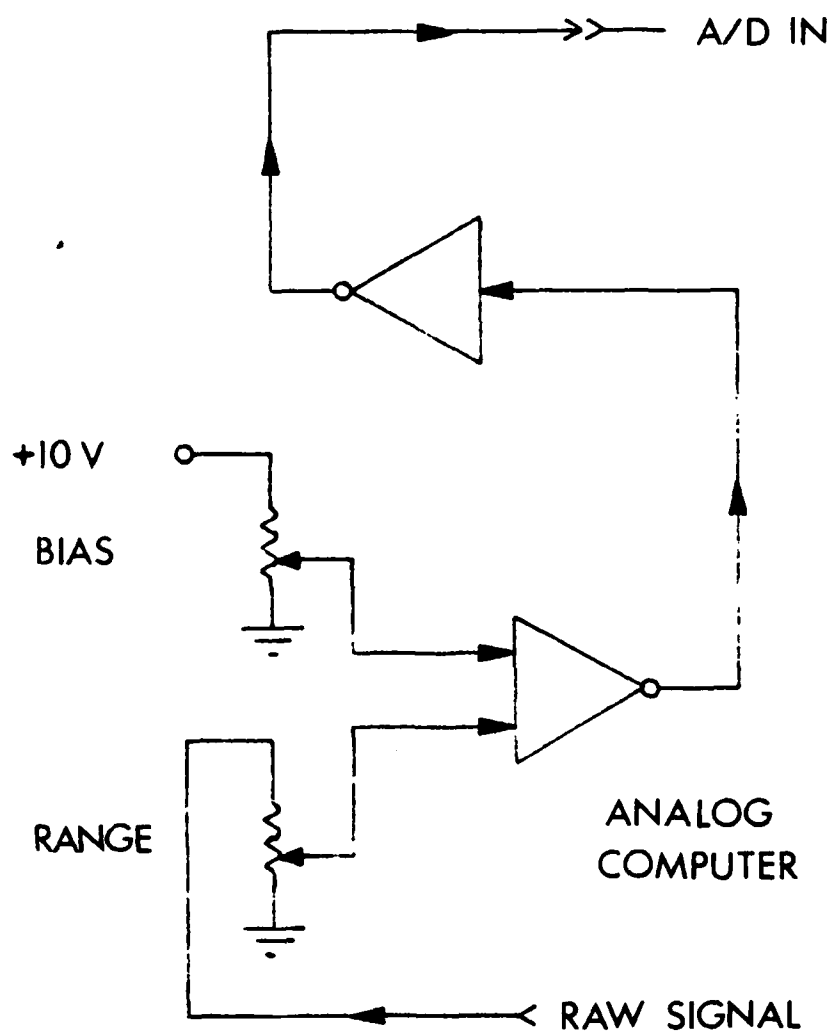 A/D IN
+10 V
BIAS
RANGE
ANALOG
COMPUTER
RAW SIGNAL